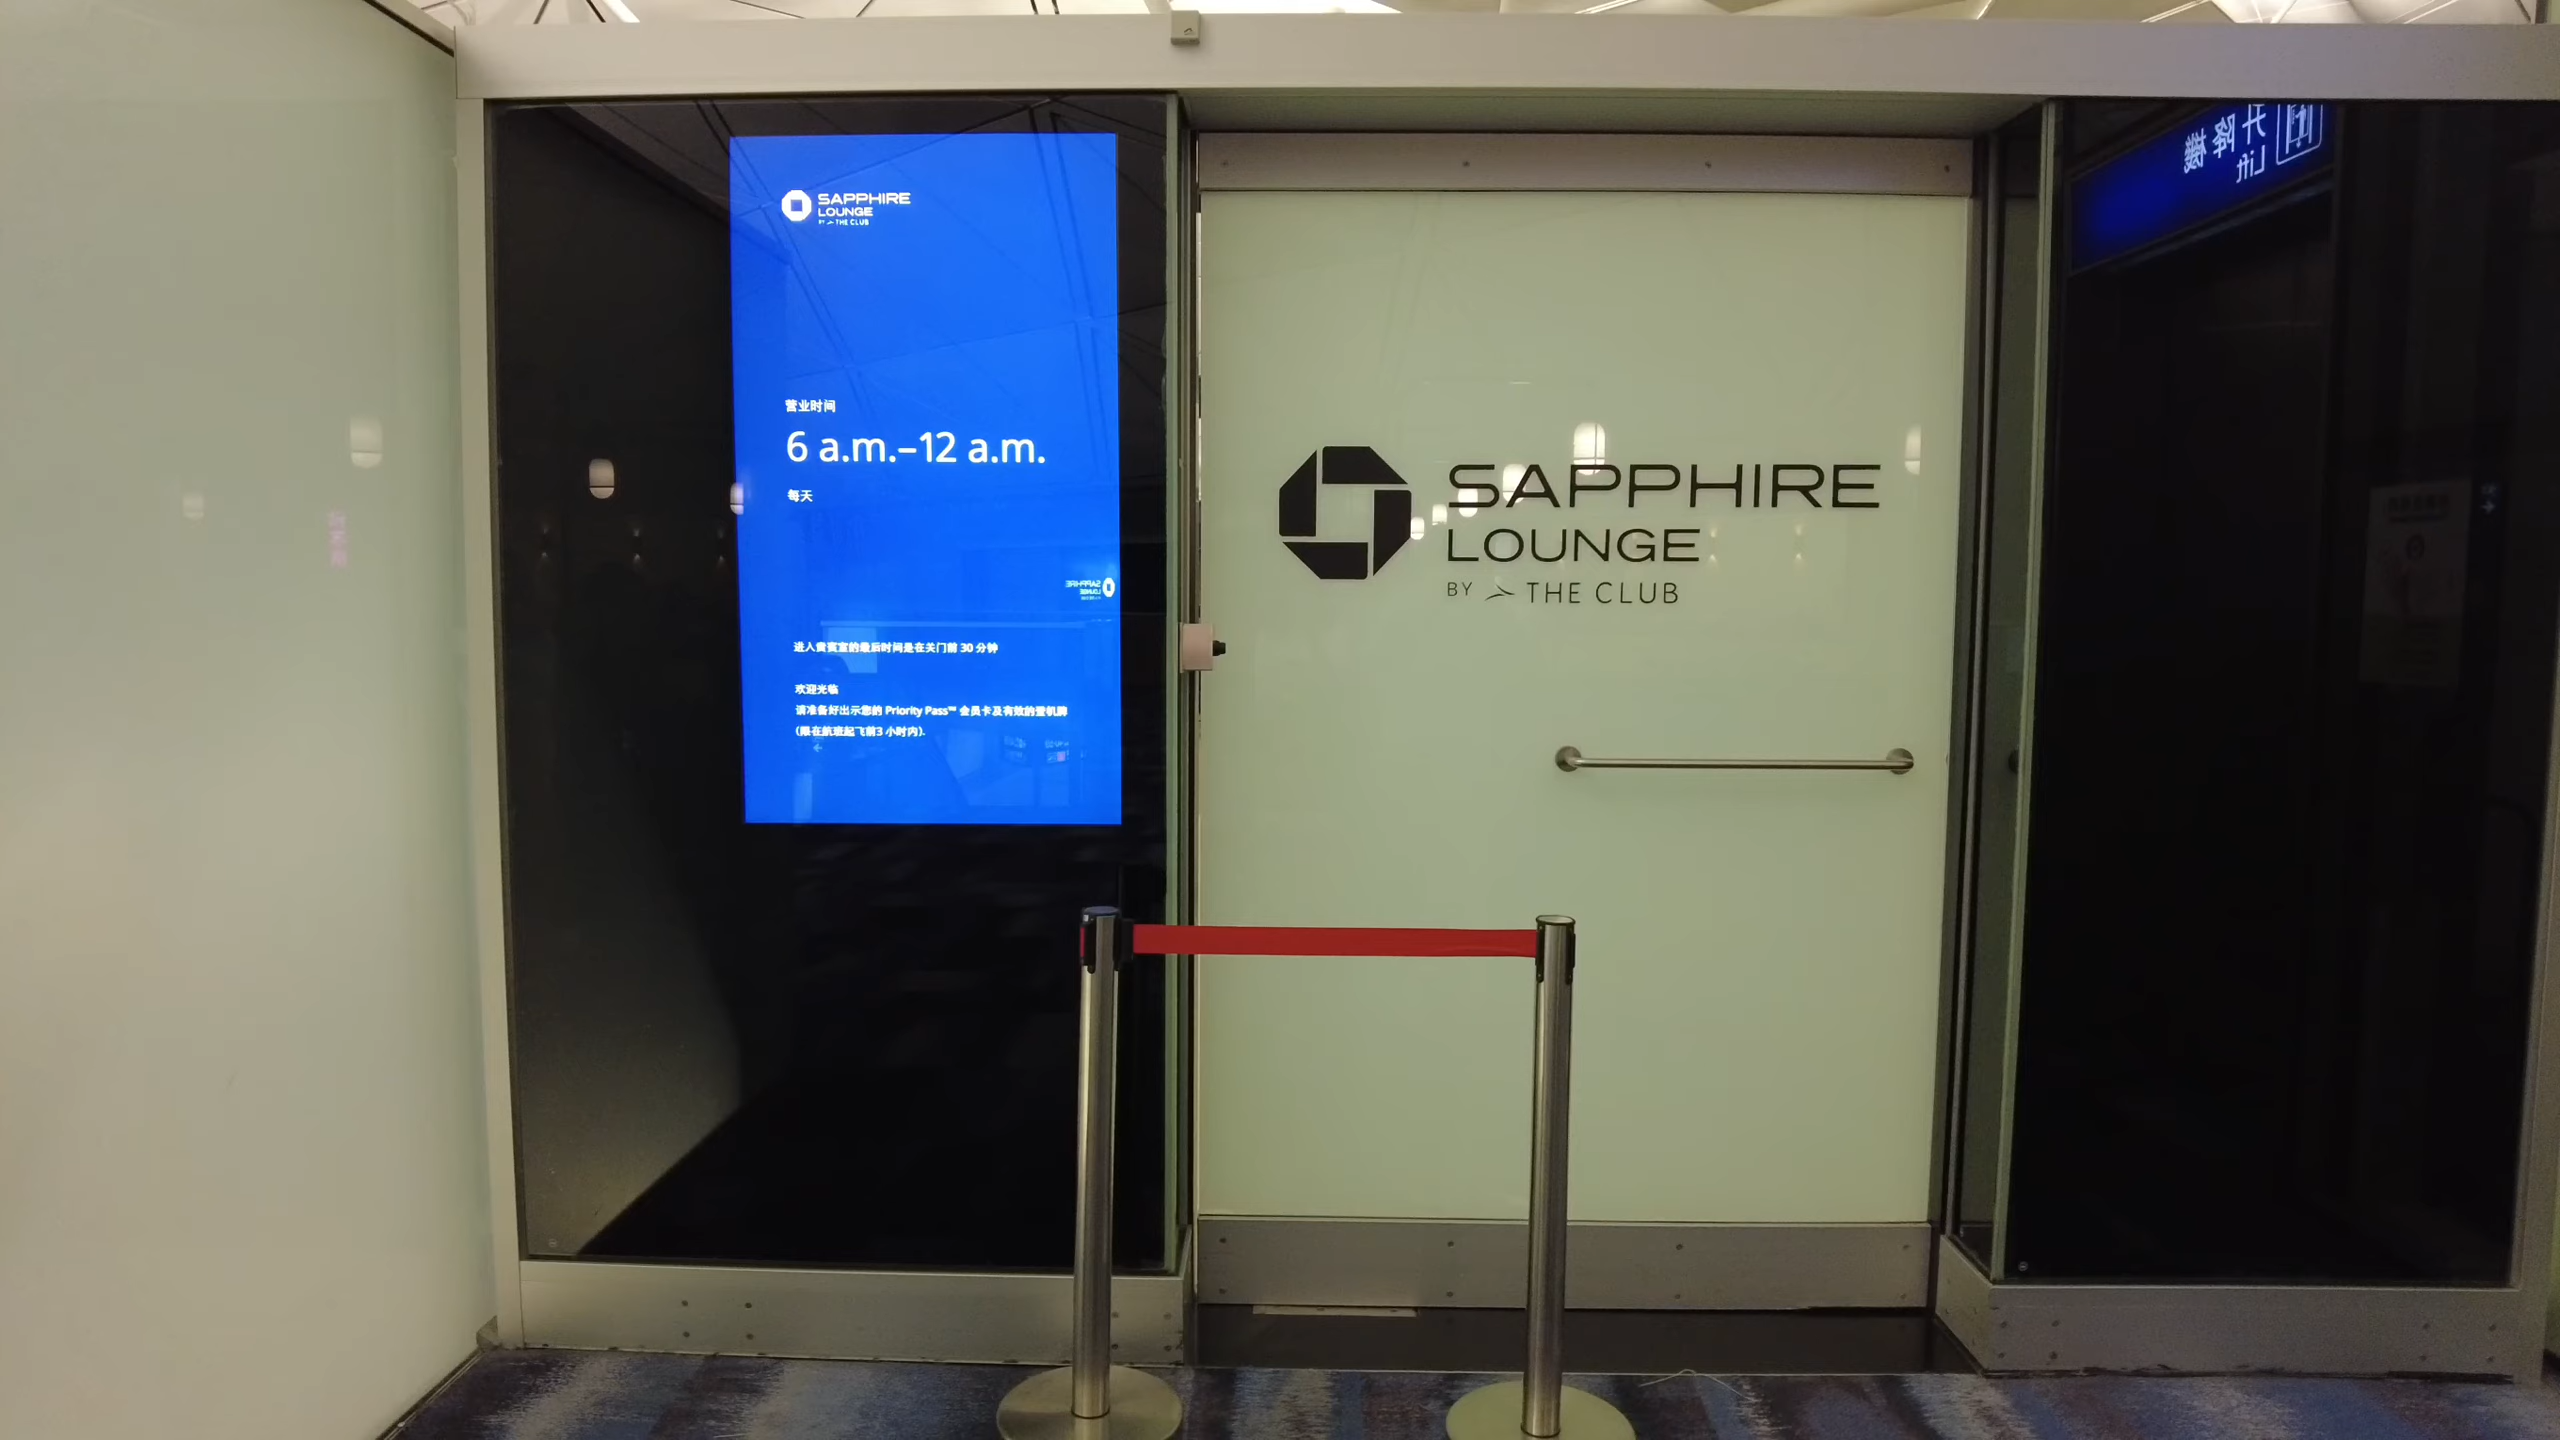 SAPPHIRE
LOUNGE
BY THE CLUB
营业时间
6 a.m.–12 a.m.
每天
进入贵宾室的最后时间是在关门前 30 分钟
欢迎光临
请准备好出示您的 Priority Pass™ 会员卡及有效的登机牌
(限在航班起飞前3 小时内).
SAPPHIRE
LOUNGE
BY THE CLUB
升降機
Lift
SAPPHIRE
LOUNGE